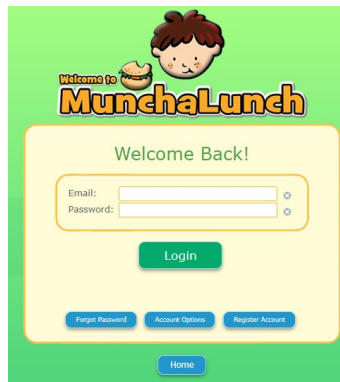 Welcome to
MunchaLunch
Welcome Back!
Email:
Password:
Login
Forgot Password Account Options Register Account
Home